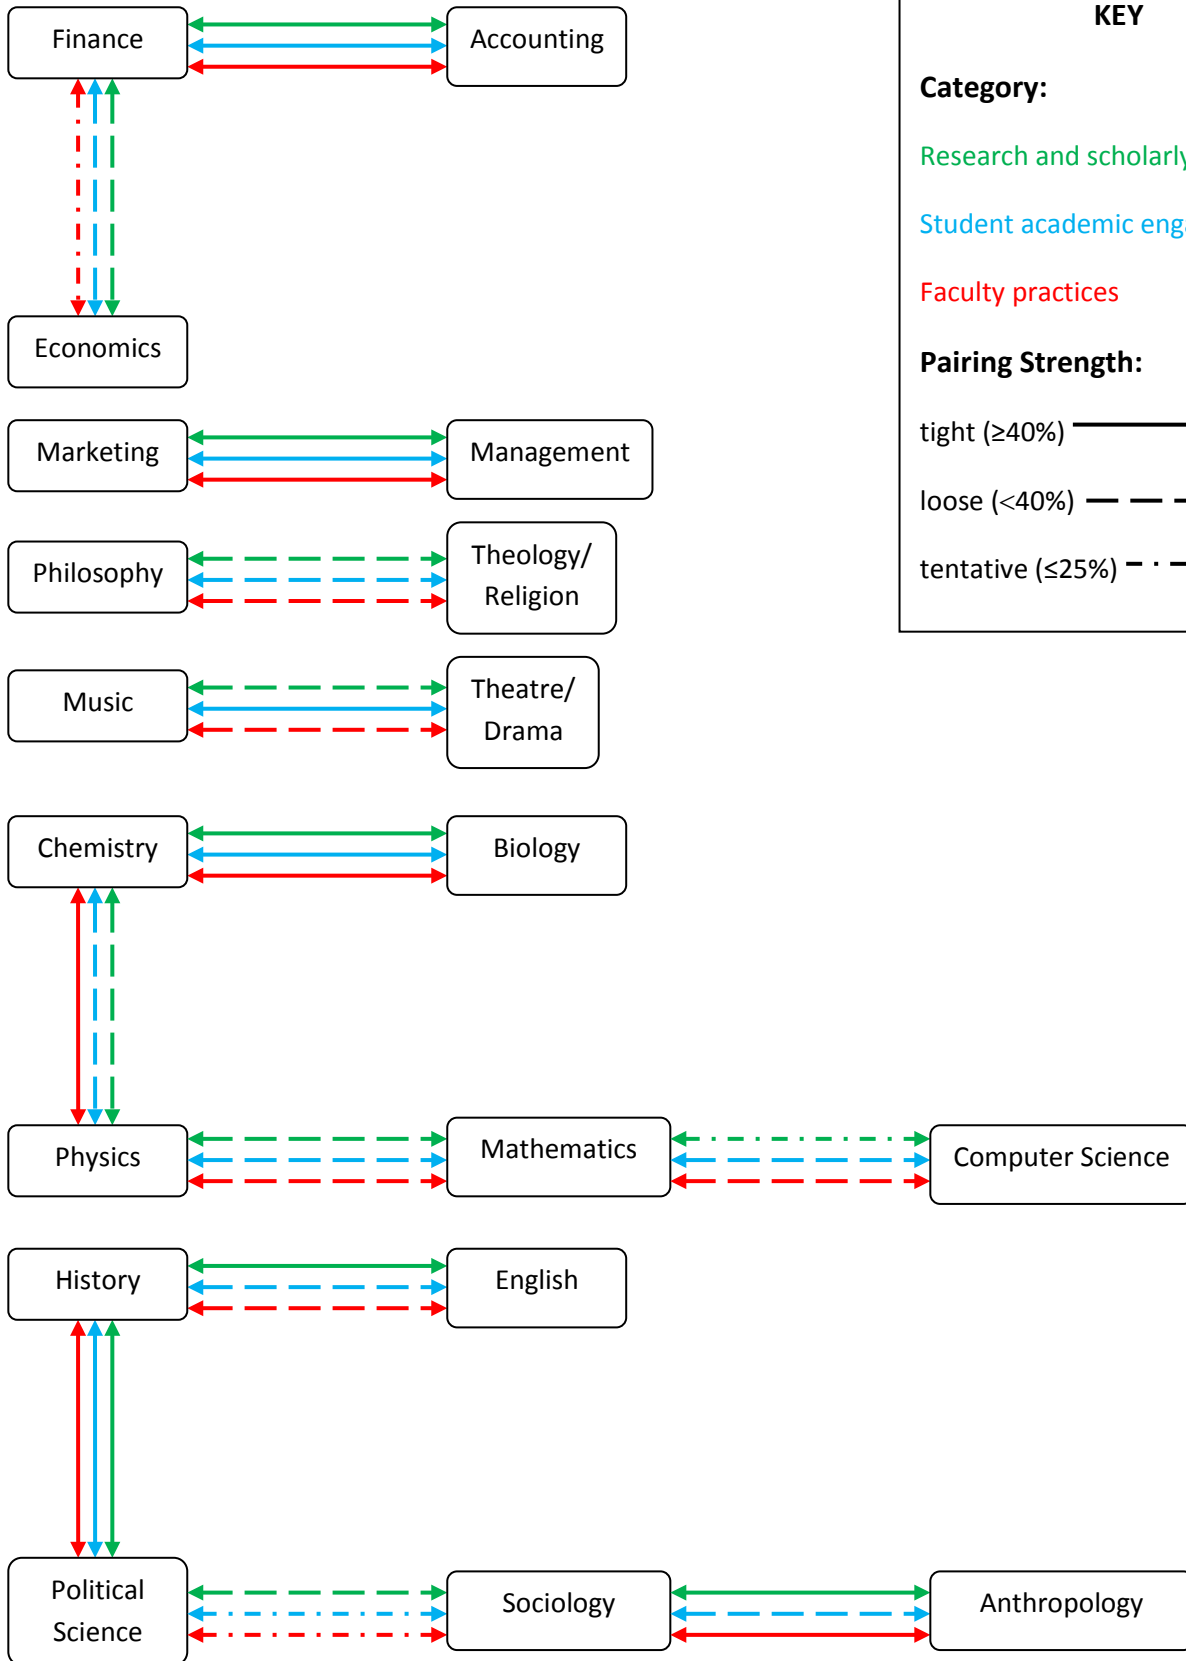 Finance
Accounting
Economics
Marketing
Management
Philosophy
Theology/
Religion
Music
Theatre/
Drama
Chemistry
Biology
Physics
Mathematics
Computer Science
History
English
Political
Science
Sociology
Anthropology
KEY
Category:
Research and scholarly
Student academic
Faculty practices
Pairing Strength:
tight (≥40%)
loose (<40%)
tentative (≤25%)